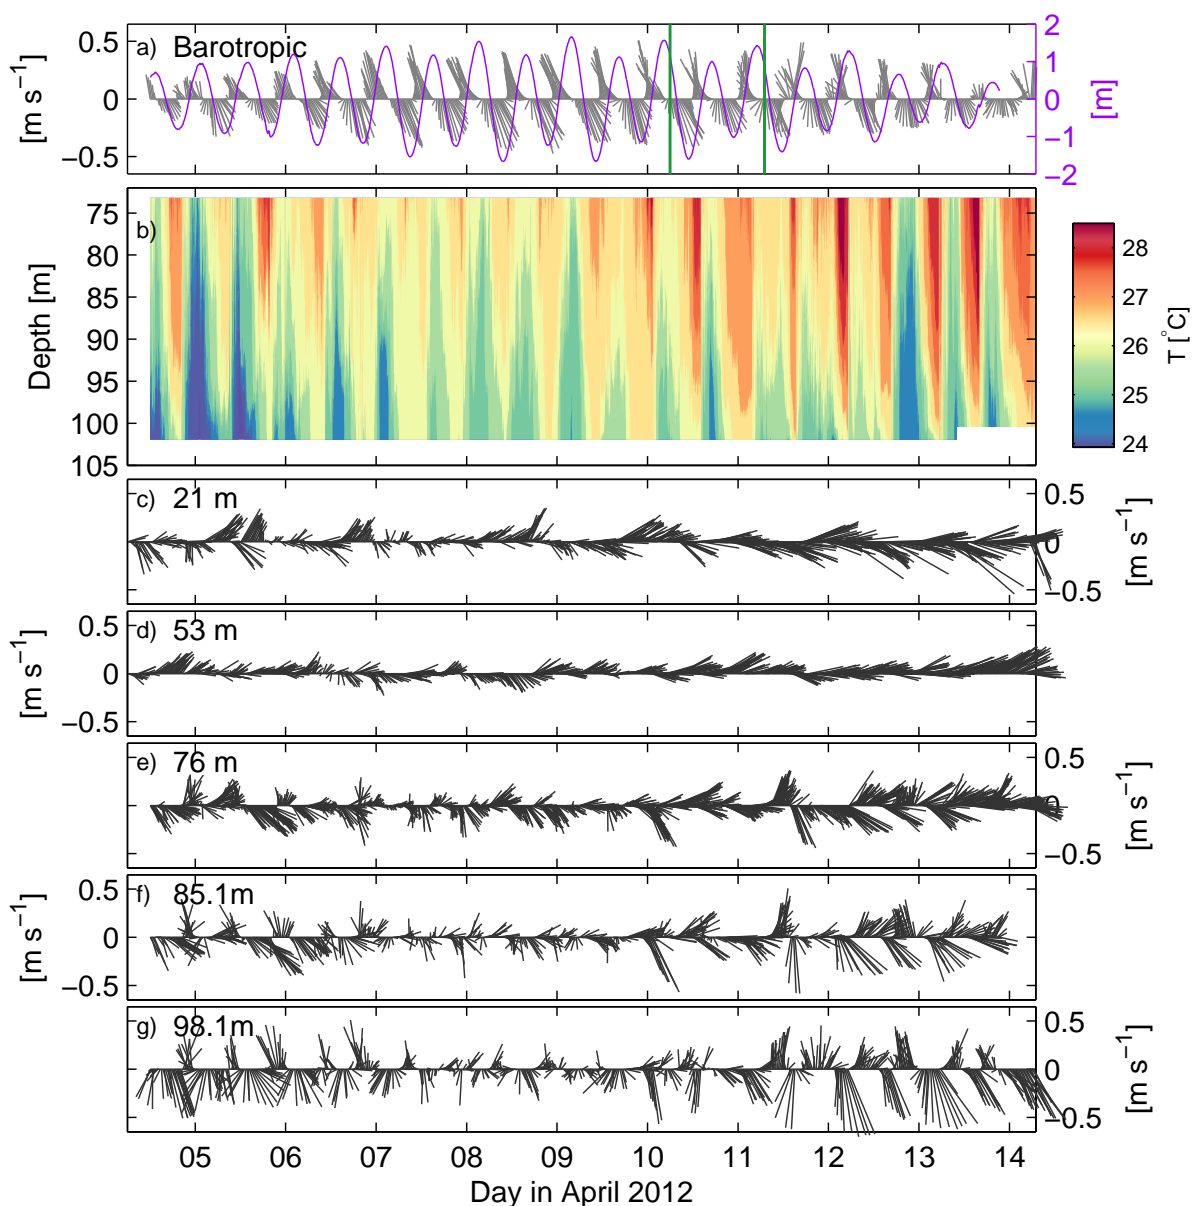 a) Barotropic
[m s⁻¹]
0.5
0
−0.5
2
1
0
−1
−2
[m]
b)
Depth [m]
75
80
85
90
95
100
105
28
27
26
25
24
T [°C]
c) 21 m
0.5
0
−0.5
[m s⁻¹]
d) 53 m
[m s⁻¹]
0.5
0
−0.5
e) 76 m
0.5
0
−0.5
[m s⁻¹]
f) 85.1m
[m s⁻¹]
0.5
0
−0.5
g) 98.1m
0.5
0
−0.5
[m s⁻¹]
05 06 07 08 09 10 11 12 13 14
Day in April 2012